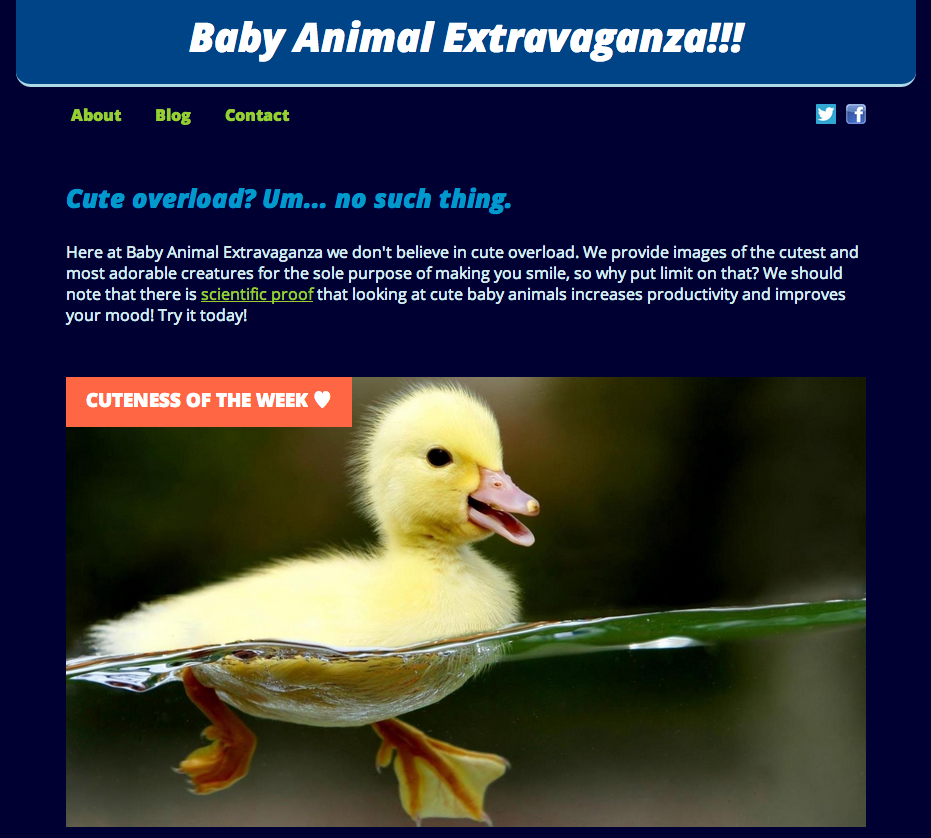 Baby Animal Extravaganza!!!
About Blog Contact
Cute overload? Um... no such thing.
Here at Baby Animal Extravaganza we don't believe in cute overload. We provide images of the cutest and
most adorable creatures for the sole purpose of making you smile, so why put limit on that? We should
note that there is scientific proof that looking at cute baby animals increases productivity and improves
your mood! Try it today!
CUTENESS OF THE WEEK ♥